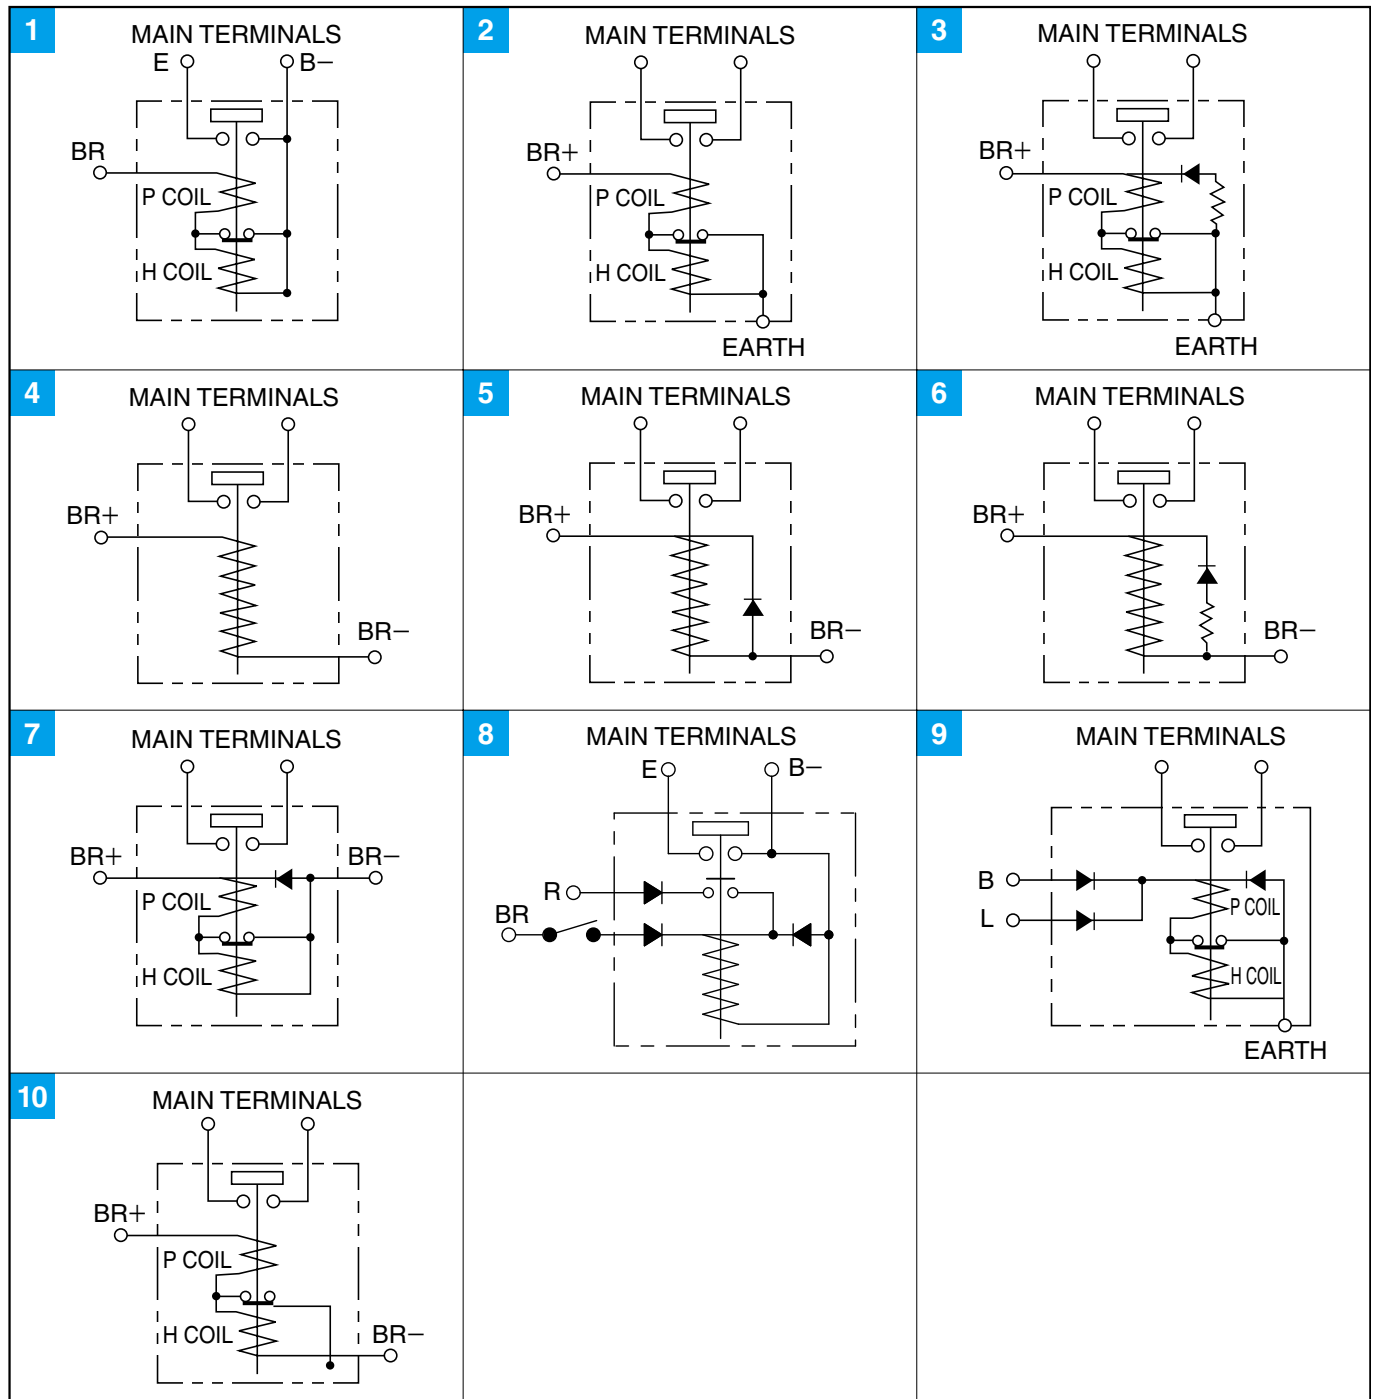 1
MAIN TERMINALS
E B−
BR
P COIL
H COIL
2
MAIN TERMINALS
BR+
P COIL
H COIL
EARTH
3
MAIN TERMINALS
BR+
P COIL
H COIL
EARTH
4
MAIN TERMINALS
BR+
BR−
5
MAIN TERMINALS
BR+
BR−
6
MAIN TERMINALS
BR+
BR−
7
MAIN TERMINALS
BR+ BR−
P COIL
H COIL
8
MAIN TERMINALS
E B−
R
BR
9
MAIN TERMINALS
B
P COIL
L
H COIL
EARTH
10
MAIN TERMINALS
BR+
P COIL
H COIL BR−